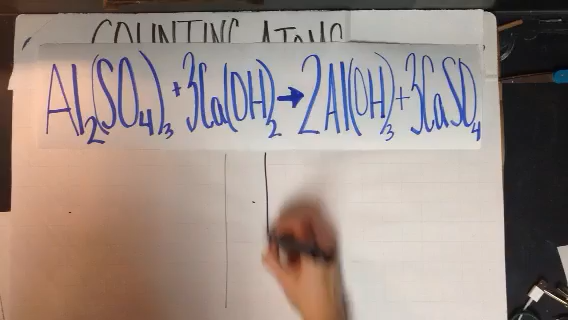 COUNTING ATOMS
Al₂(SO₄)₃ + 3Ca(OH)₂ → 2Al(OH)₃ + 3CaSO₄